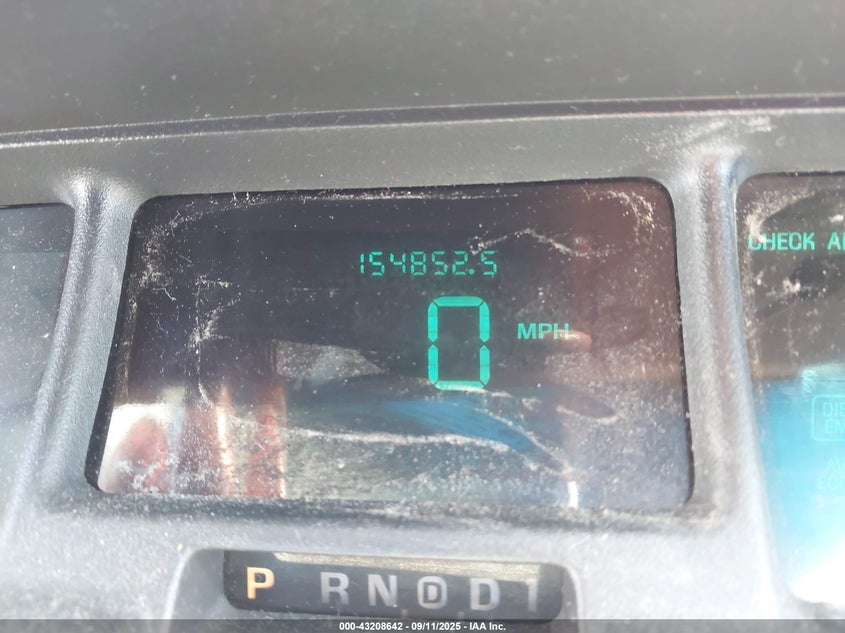 154852.5
0 MPH
CHECK
P R N D D 1
000-43208642 - 09/11/2025 - IAA Inc.